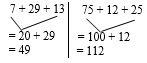 7 + 29 + 13
= 20 + 29
= 49
75 + 12 + 25
= 100 + 12
= 112